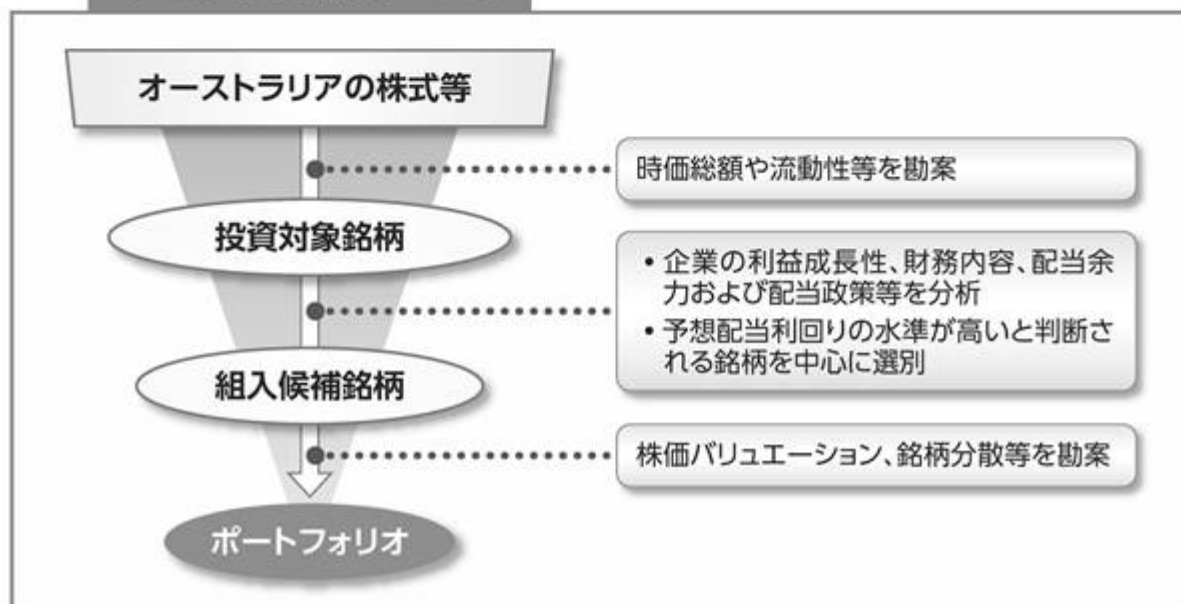 オーストラリアの株式等
時価総額や流動性等を勘案
投資対象銘柄
• 企業の利益成長性、財務内容、配当余
力および配当政策等を分析
• 予想配当利回りの水準が高いと判断さ
れる銘柄を中心に選別
組入候補銘柄
株価バリュエーション、銘柄分散等を勘案
ポートフォリオ